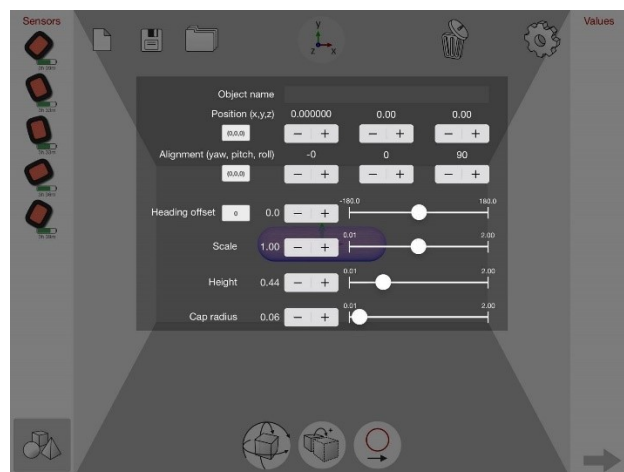 Sensors
Values
y
z x
Object name
Position (x,y,z) 0.000000 0.00 0.00
(0,0,0) − + − + − +
Alignment (yaw, pitch, roll) -0 0 90
(0,0,0) − + − + − +
-180.0 180.0
Heading offset 0 0.0 − +
0.01 2.00
Scale 1.00 − +
0.01 2.00
Height 0.44 − +
0.01 2.00
Cap radius 0.06 − +